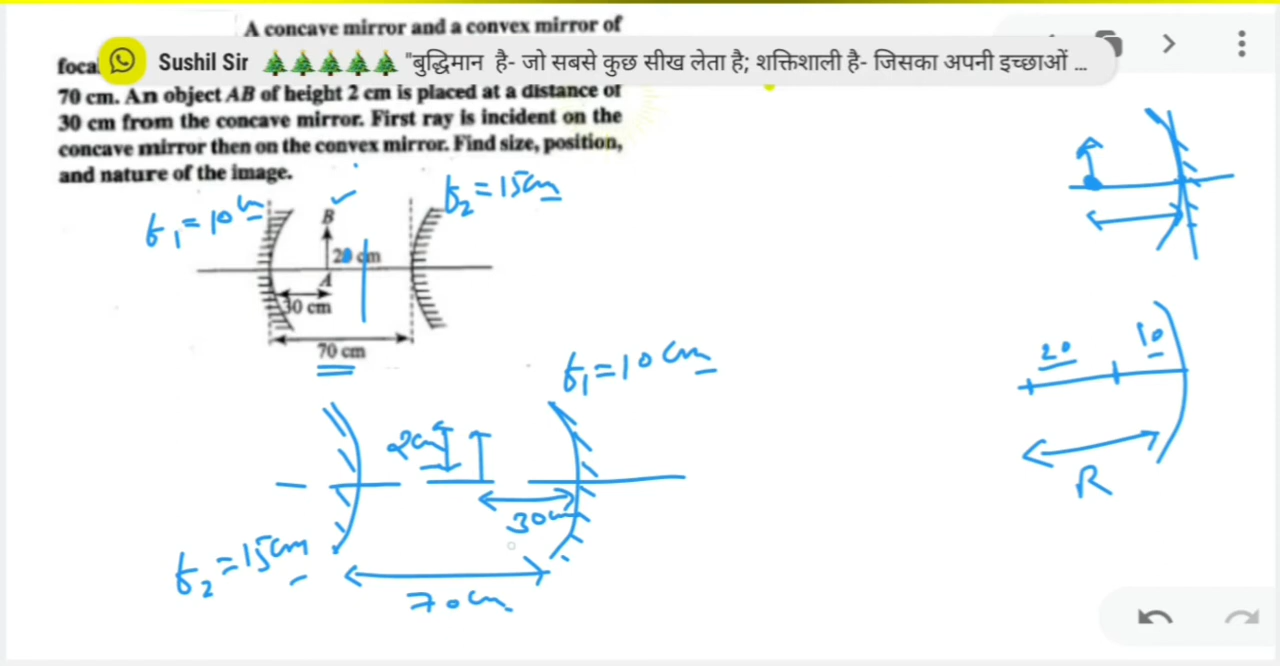 A concave mirror and a convex mirror of
foca
Sushil Sir 🌲🌲🌲🌲🌲 "बुद्धिमान है- जो सबसे कुछ सीख लेता है; शक्तिशाली है- जिसका अपनी इच्छाओं ...
70 cm. An object AB of height 2 cm is placed at a distance of
30 cm from the concave mirror. First ray is incident on the
concave mirror then on the convex mirror. Find size, position,
and nature of the image.
f₁=10cm
B
f₂=15cm
20 cm
A
30 cm
70 cm
f₁=10cm
2cm
30cm
f₂=15cm
70cm
20
10
R